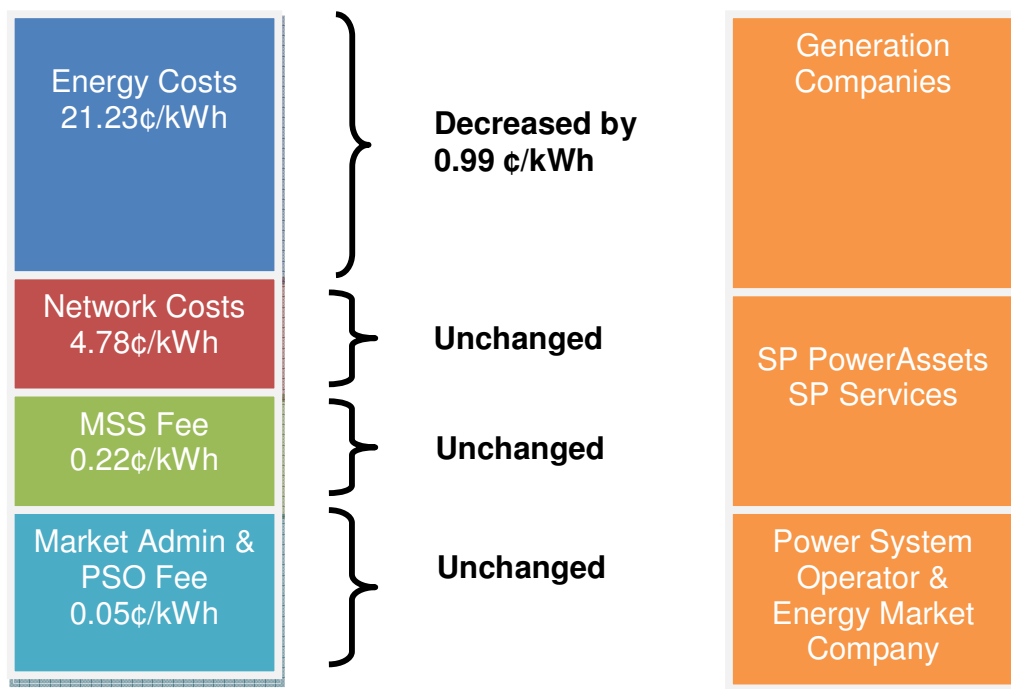 Energy Costs
21.23¢/kWh
Decreased by
0.99 ¢/kWh
Generation
Companies
Network Costs
4.78¢/kWh
Unchanged
SP PowerAssets
SP Services
MSS Fee
0.22¢/kWh
Unchanged
Market Admin &
PSO Fee
0.05¢/kWh
Unchanged
Power System
Operator &
Energy Market
Company